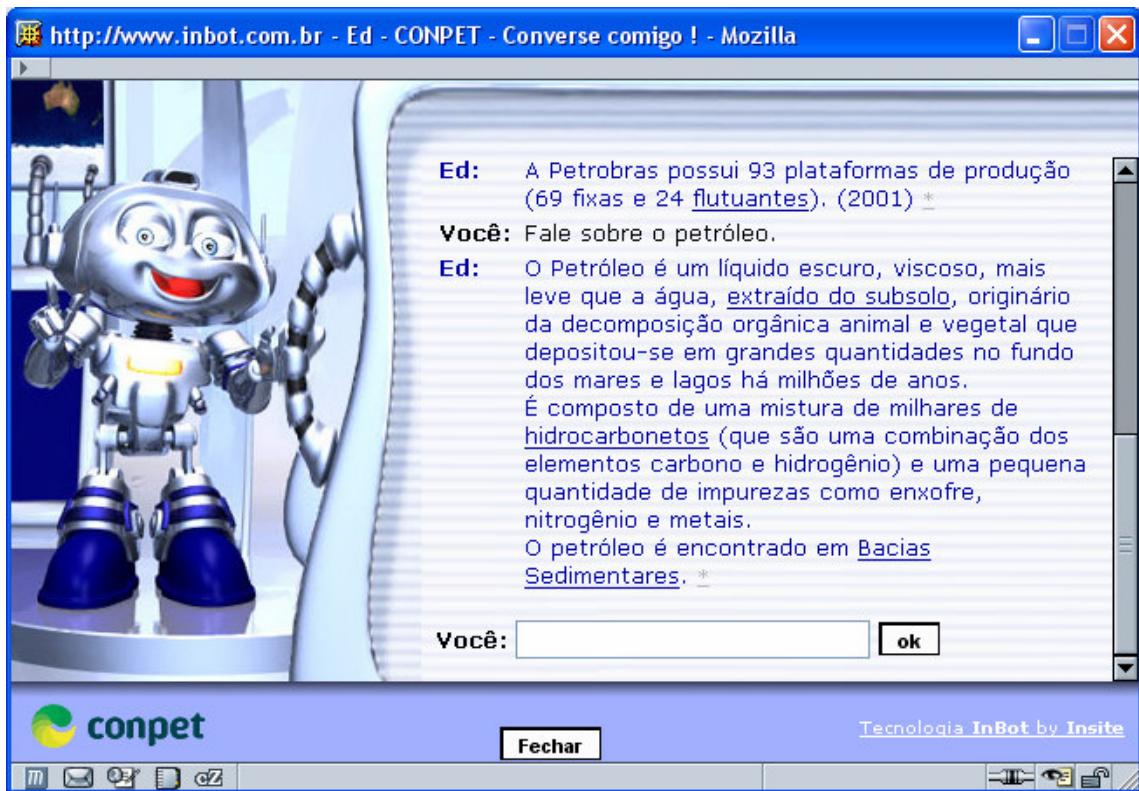 http://www.inbot.com.br - Ed - CONPET - Converse comigo ! - Mozilla
Ed: A Petrobras possui 93 plataformas de produção
(69 fixas e 24 flutuantes). (2001) *
Você: Fale sobre o petróleo.
Ed: O Petróleo é um líquido escuro, viscoso, mais
leve que a água, extraído do subsolo, originário
da decomposição orgânica animal e vegetal que
depositou-se em grandes quantidades no fundo
dos mares e lagos há milhões de anos.
É composto de uma mistura de milhares de
hidrocarbonetos (que são uma combinação dos
elementos carbono e hidrogênio) e uma pequena
quantidade de impurezas como enxofre,
nitrogênio e metais.
O petróleo é encontrado em Bacias
Sedimentares. *
Você: ok
conpet
Fechar
Tecnologia InBot by Insite